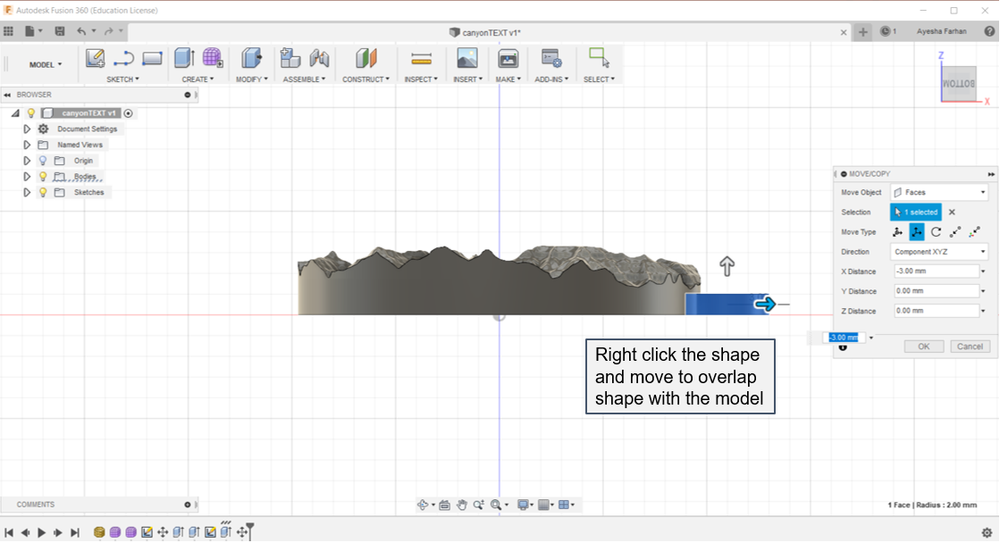 Autodesk Fusion 360 (Education License)
canyonTEXT v1*
1
Ayesha Farhan
MODEL
SKETCH
CREATE
MODIFY
ASSEMBLE
CONSTRUCT
INSPECT
INSERT
MAKE
ADD-INS
SELECT
Z
BOTTOM
X
BROWSER
canyonTEXT v1
Document Settings
Named Views
Origin
Bodies
Sketches
MOVE/COPY
Move Object Faces
Selection 1 selected
Move Type
Direction Component XYZ
X Distance -3.00 mm
Y Distance 0.00 mm
Z Distance 0.00 mm
-3.00 mm
OK Cancel
Right click the shape
and move to overlap
shape with the model
COMMENTS
1 Face | Radius : 2.00 mm